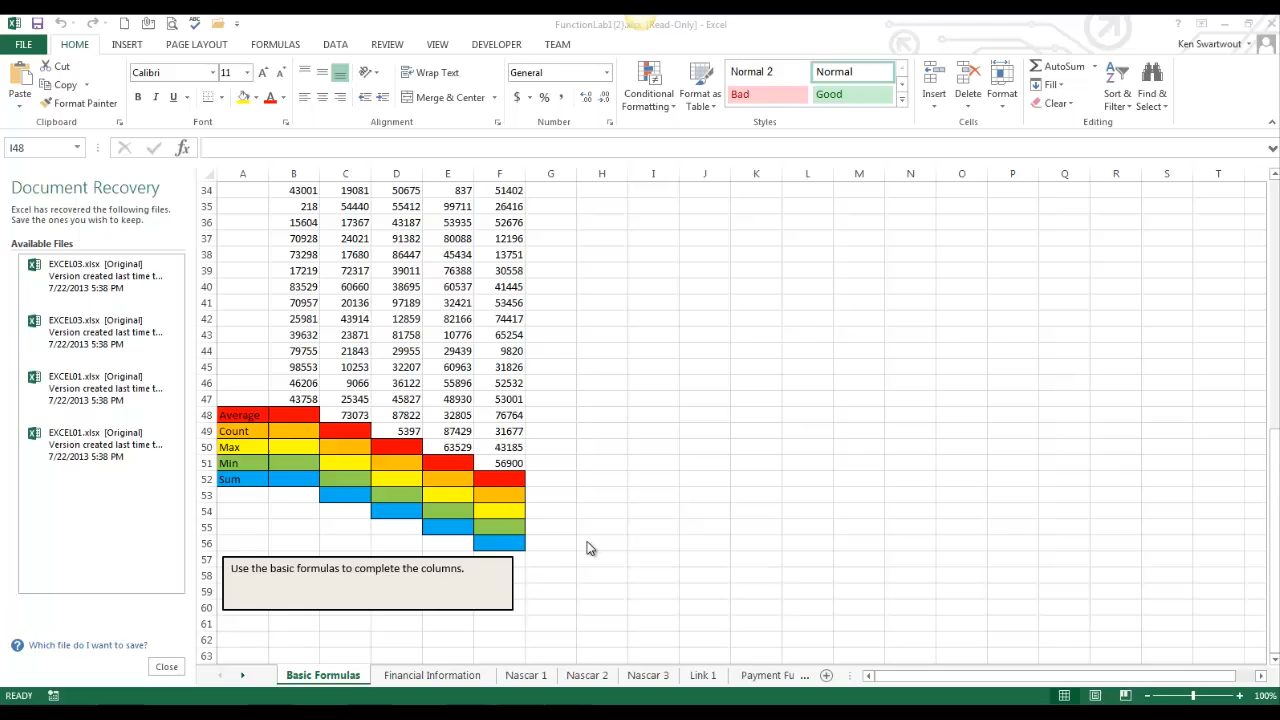 FunctionLab1(2).xlsx [Read-Only] - Excel
FILE HOME INSERT PAGE LAYOUT FORMULAS DATA REVIEW VIEW DEVELOPER TEAM Ken Swartwout
Paste Cut Copy Format Painter
Calibri
B I U
Wrap Text
Merge & Center
General
$ % ,
Conditional Formatting
Format as Table
Normal 2 Normal
Bad Good
Insert Delete Format
AutoSum
Fill
Clear
Sort & Filter
Find & Select
Clipboard Font Alignment Number Styles Cells Editing
I48
fx
Document Recovery
Excel has recovered the following files.
Save the ones you wish to keep.
Available Files
EXCEL03.xlsx [Original]
Version created last time t...
7/22/2013 5:38 PM
EXCEL03.xlsx [Original]
Version created last time t...
7/22/2013 5:38 PM
EXCEL01.xlsx [Original]
Version created last time t...
7/22/2013 5:38 PM
EXCEL01.xlsx [Original]
Version created last time t...
7/22/2013 5:38 PM
Which file do I want to save?
Close
A B C D E F G H I J K L M N O P Q R S T
34 43001 19081 50675 837 51402
35 218 54440 55412 99711 26416
36 15604 17367 43187 53935 52676
37 70928 24021 91382 80088 12196
38 73298 17680 86447 45434 13751
39 17219 72317 39011 76388 30558
40 83529 60660 38695 60537 41445
41 70957 20136 97189 32421 53456
42 25981 43914 12859 82166 74417
43 39632 23871 81758 10776 65254
44 79755 21843 29955 29439 9820
45 98553 10253 32207 60963 31826
46 46206 9066 36122 55896 52532
47 43758 25345 45827 48930 53001
48 Average 73073 87822 32805 76764
49 Count 5397 87429 31677
50 Max 63529 43185
51 Min 56900
52 Sum
53
54
55
56
57
58
59
60
61
62
63
Use the basic formulas to complete the columns.
Basic Formulas Financial Information Nascar 1 Nascar 2 Nascar 3 Link 1 Payment Fu ...
READY
100%